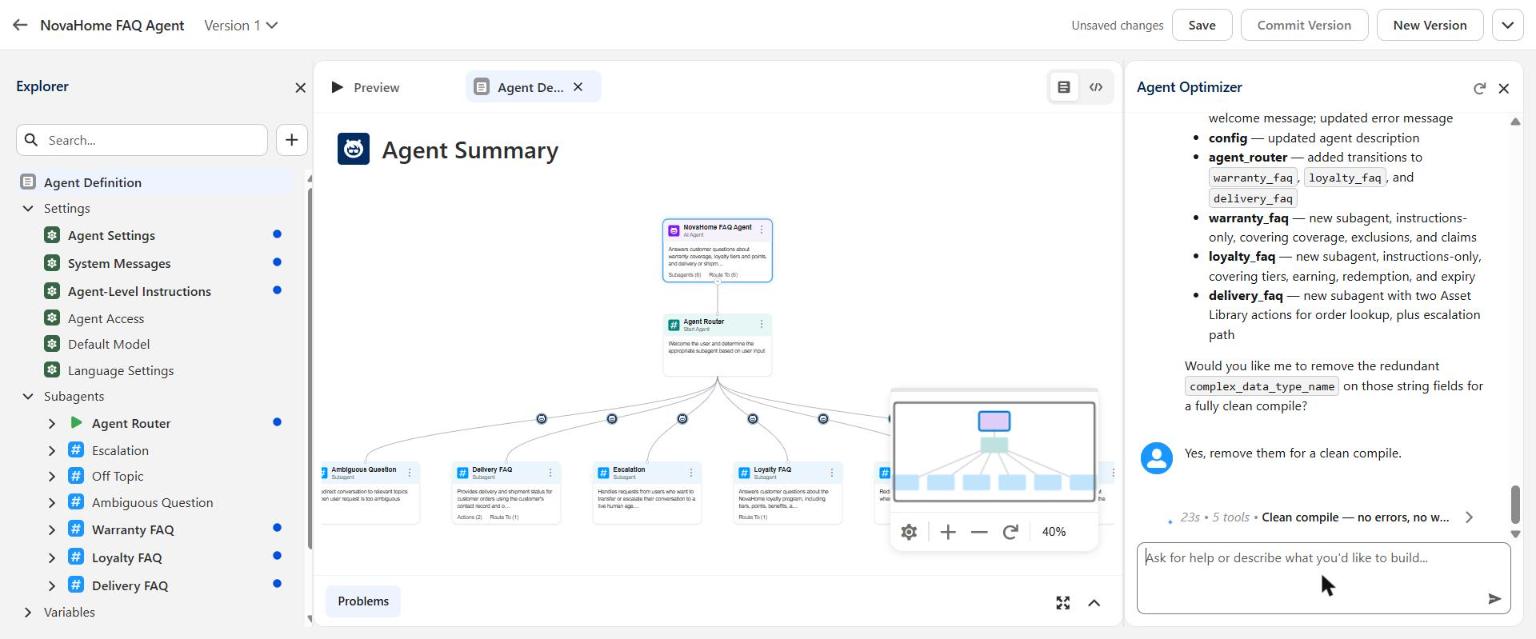 NovaHome FAQ Agent
Version 1
Unsaved changes
Save
Commit Version
New Version
Explorer
Search...
Agent Definition
Settings
Agent Settings
System Messages
Agent-Level Instructions
Agent Access
Default Model
Language Settings
Subagents
Agent Router
Escalation
Off Topic
Ambiguous Question
Warranty FAQ
Loyalty FAQ
Delivery FAQ
Variables
Preview
Agent De...
Agent Summary
NovaHome FAQ Agent
AI Agent
Answers customer questions about
warranty coverage, loyalty tiers and points,
and delivery or shipm...
Subagents (6) Route To (6)
Agent Router
Start Agent
Welcome the user and determine the
appropriate subagent based on user input
Ambiguous Question
Subagent
conversation to relevant topics
user request is too ambiguous
Delivery FAQ
Subagent
Provides delivery and shipment status for
customer orders using the customer's
contact record and o...
Actions (2) Route To (1)
Escalation
Subagent
Handles requests from users who want to
transfer or escalate their conversation to a
live human age...
Loyalty FAQ
Subagent
Answers customer questions about the
NovaHome loyalty program, including
tiers, points, benefits, a...
Route To (1)
40%
Problems
Agent Optimizer
welcome message; updated error message
• config — updated agent description
• agent_router — added transitions to
warranty_faq, loyalty_faq, and
delivery_faq
• warranty_faq — new subagent, instructions-
only, covering coverage, exclusions, and claims
• loyalty_faq — new subagent, instructions-only,
covering tiers, earning, redemption, and expiry
• delivery_faq — new subagent with two Asset
Library actions for order lookup, plus escalation
path
Would you like me to remove the redundant
complex_data_type_name on those string fields for
a fully clean compile?
Yes, remove them for a clean compile.
23s • 5 tools • Clean compile — no errors, no w...
Ask for help or describe what you'd like to build...